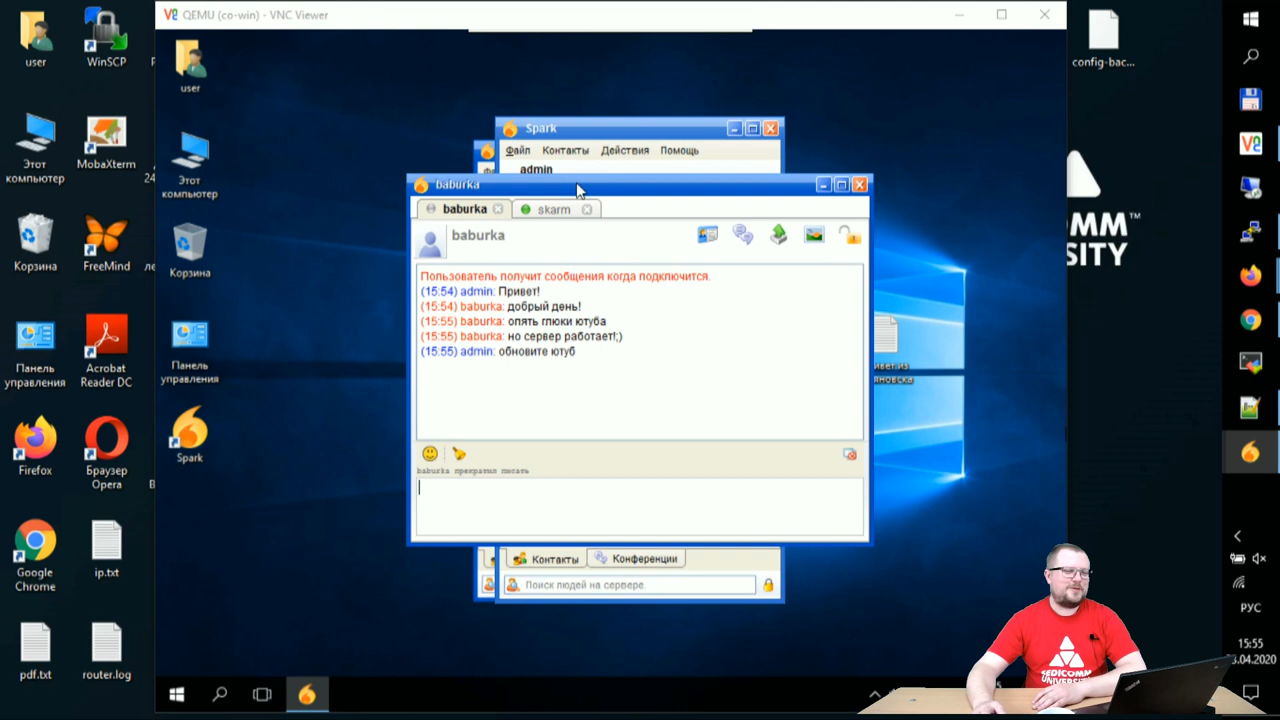 user
WinSCP
Этот
компьютер
MobaXterm
Корзина
FreeMind
Панель
управления
Acrobat
Reader DC
Firefox
Браузер
Opera
Google
Chrome
ip.txt
pdf.txt
router.log
QEMU (co-win) - VNC Viewer
user
Этот
компьютер
Корзина
Панель
управления
Spark
Spark
Файл Контакты Действия Помощь
admin
baburka
baburka skarm
baburka
Пользователь получит сообщения когда подключится.
(15:54) admin: Привет!
(15:54) baburka: добрый день!
(15:55) baburka: опять глюки ютуба
(15:55) baburka: но сервер работает!;)
(15:55) admin: обновите ютуб
baburka прекратил писать
Контакты Конференции
Поиск людей на сервере.
config-bac...
РУС
15:55